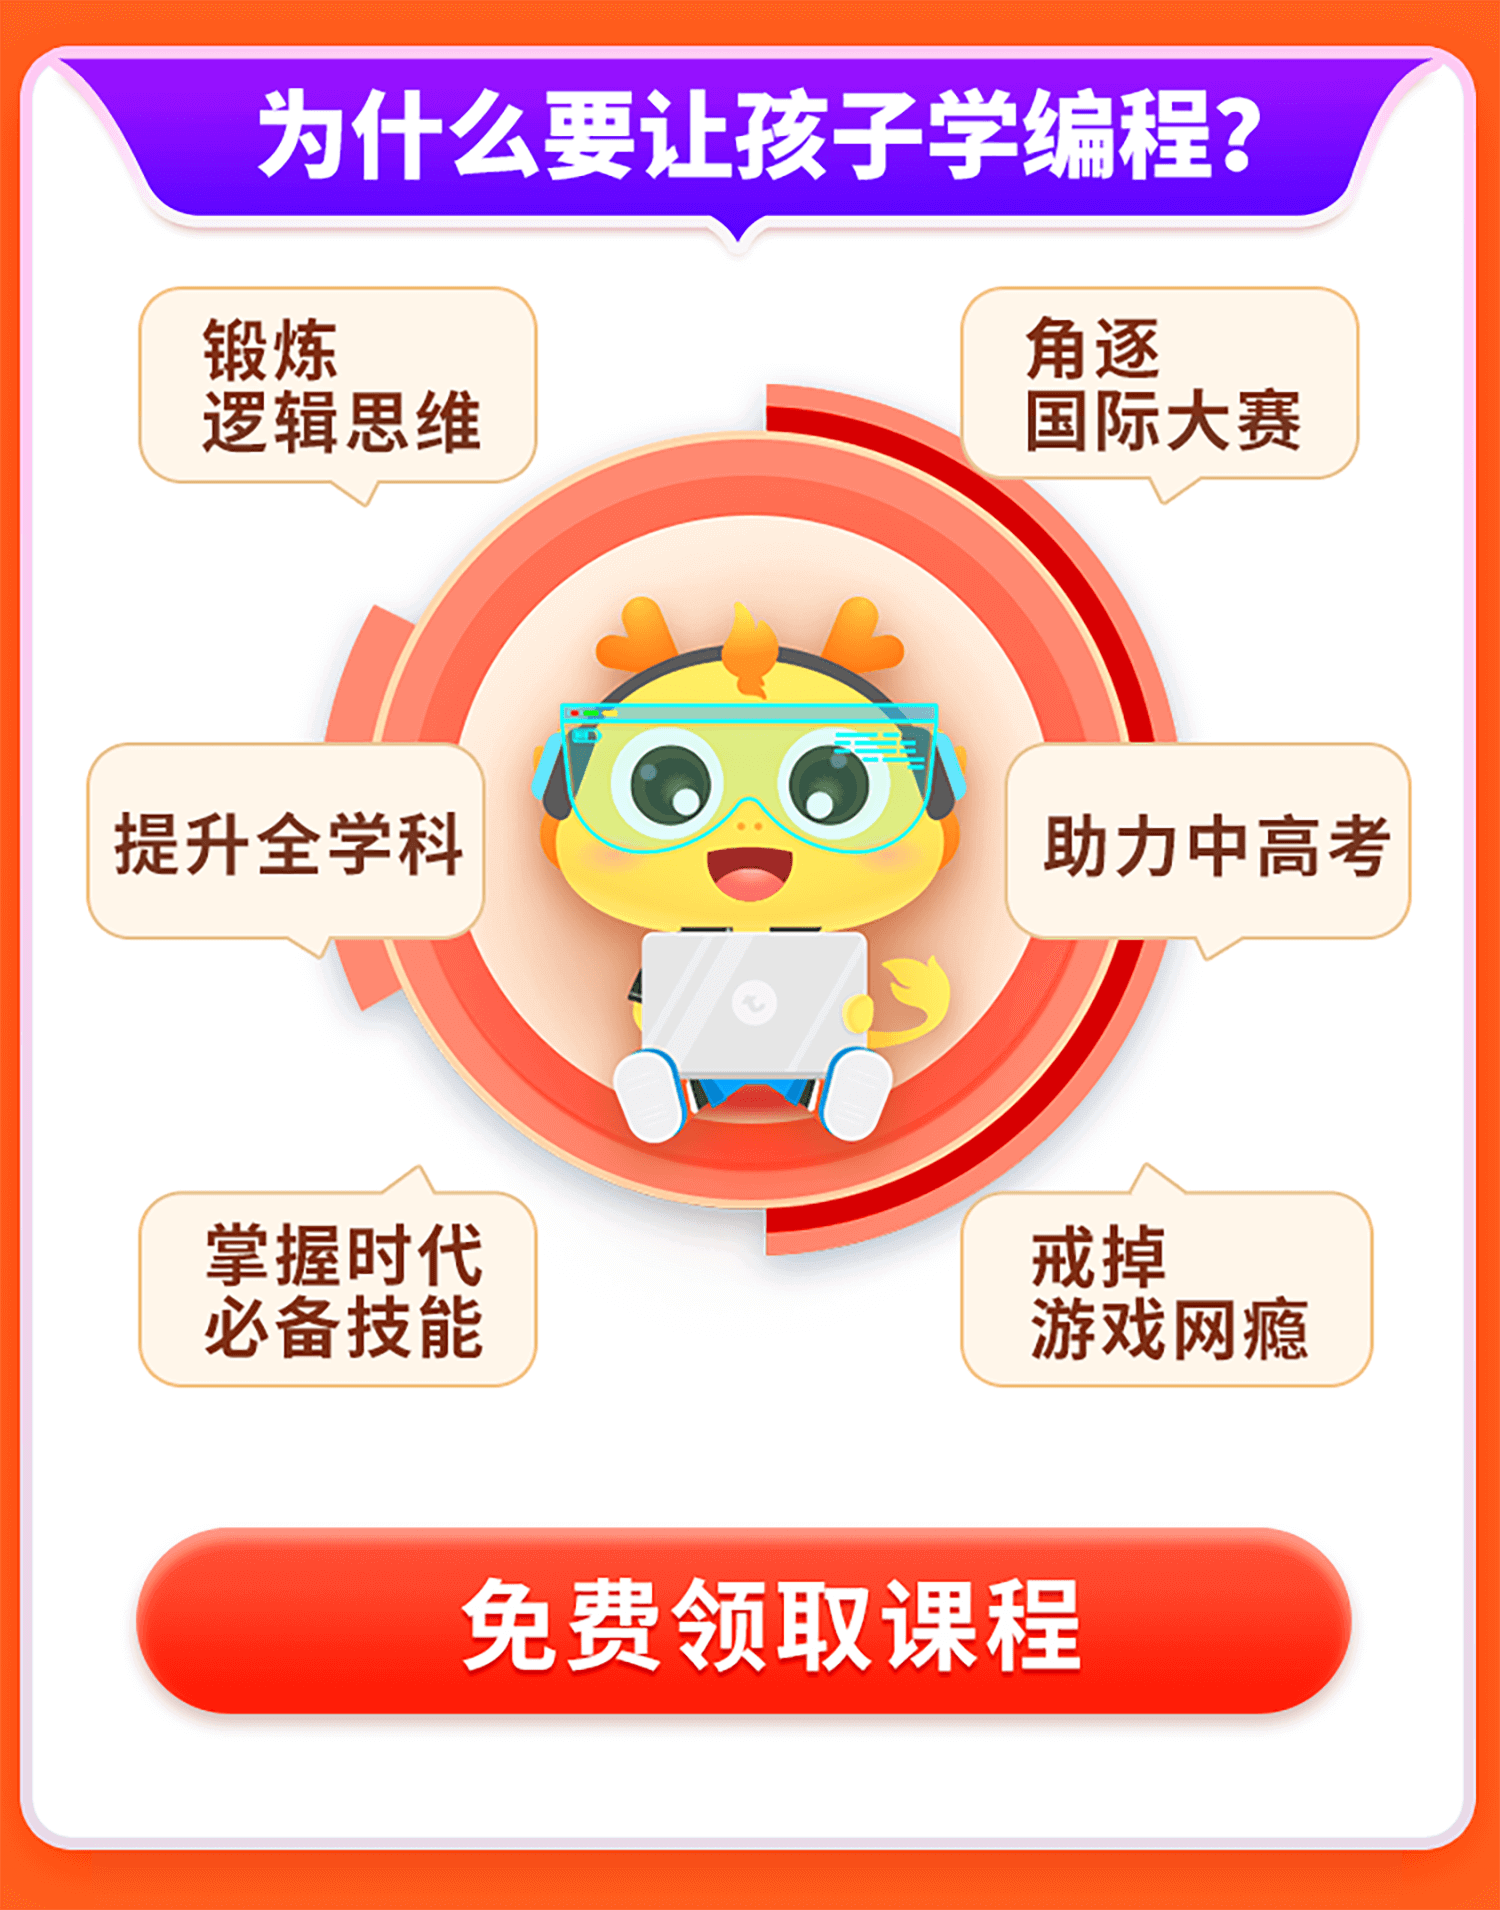 为什么要让孩子学编程?
锻炼
逻辑思维
角逐
国际大赛
提升全学科
助力中高考
掌握时代
必备技能
戒掉
游戏网瘾
免费领取课程